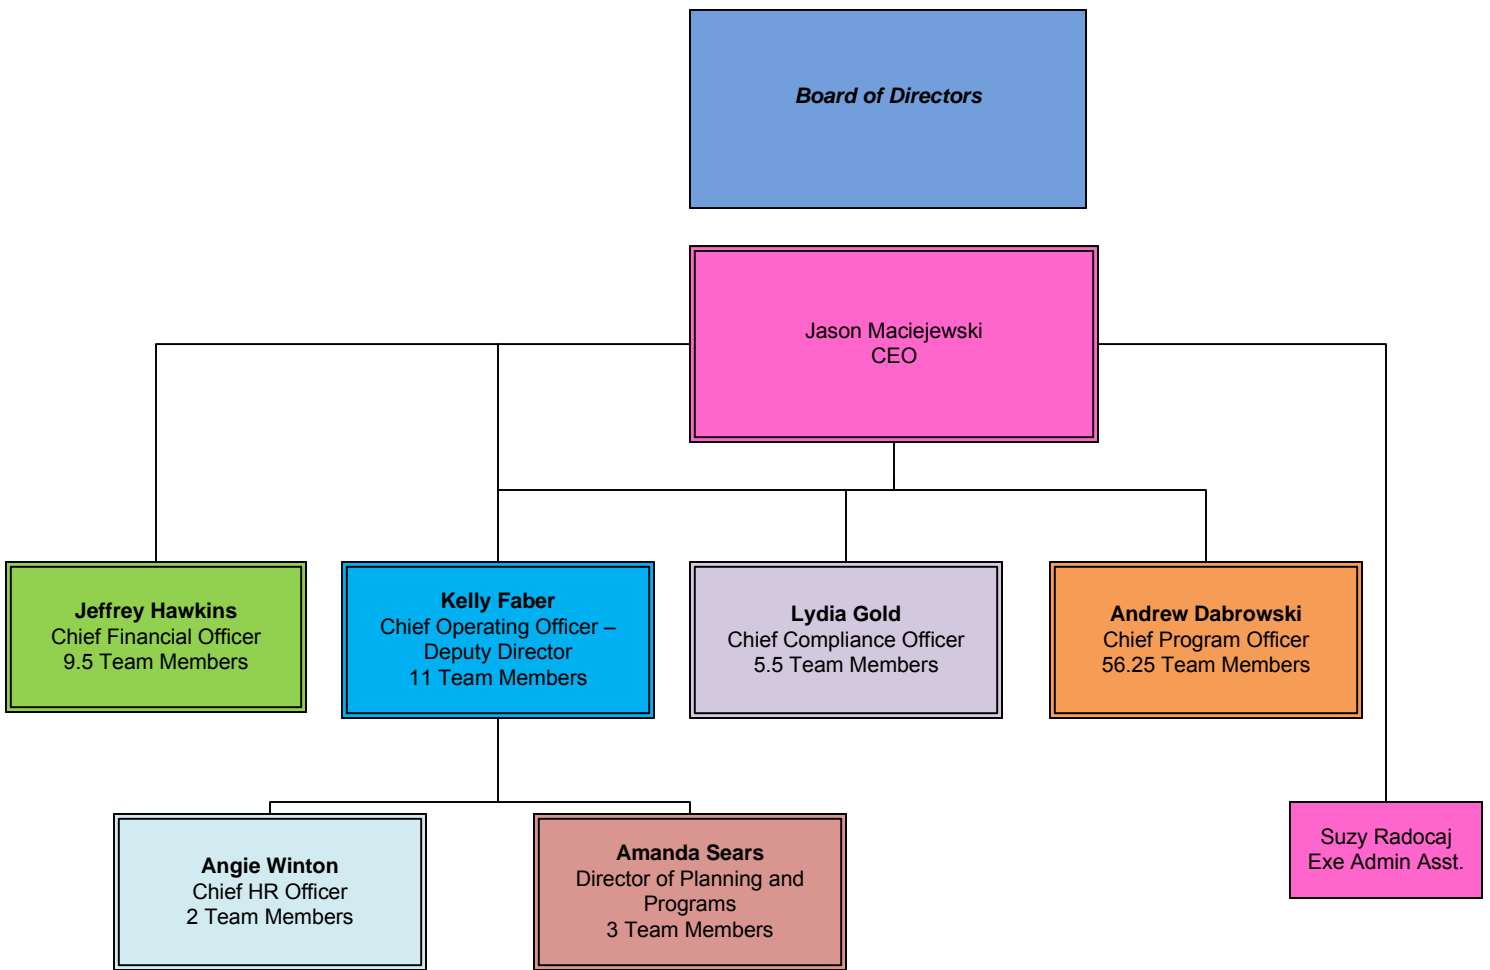 Board of Directors
Jason Maciejewski
CEO
Jeffrey Hawkins
Chief Financial Officer
9.5 Team Members
Kelly Faber
Chief Operating Officer –
Deputy Director
11 Team Members
Lydia Gold
Chief Compliance Officer
5.5 Team Members
Andrew Dabrowski
Chief Program Officer
56.25 Team Members
Angie Winton
Chief HR Officer
2 Team Members
Amanda Sears
Director of Planning and
Programs
3 Team Members
Suzy Radocaj
Exe Admin Asst.